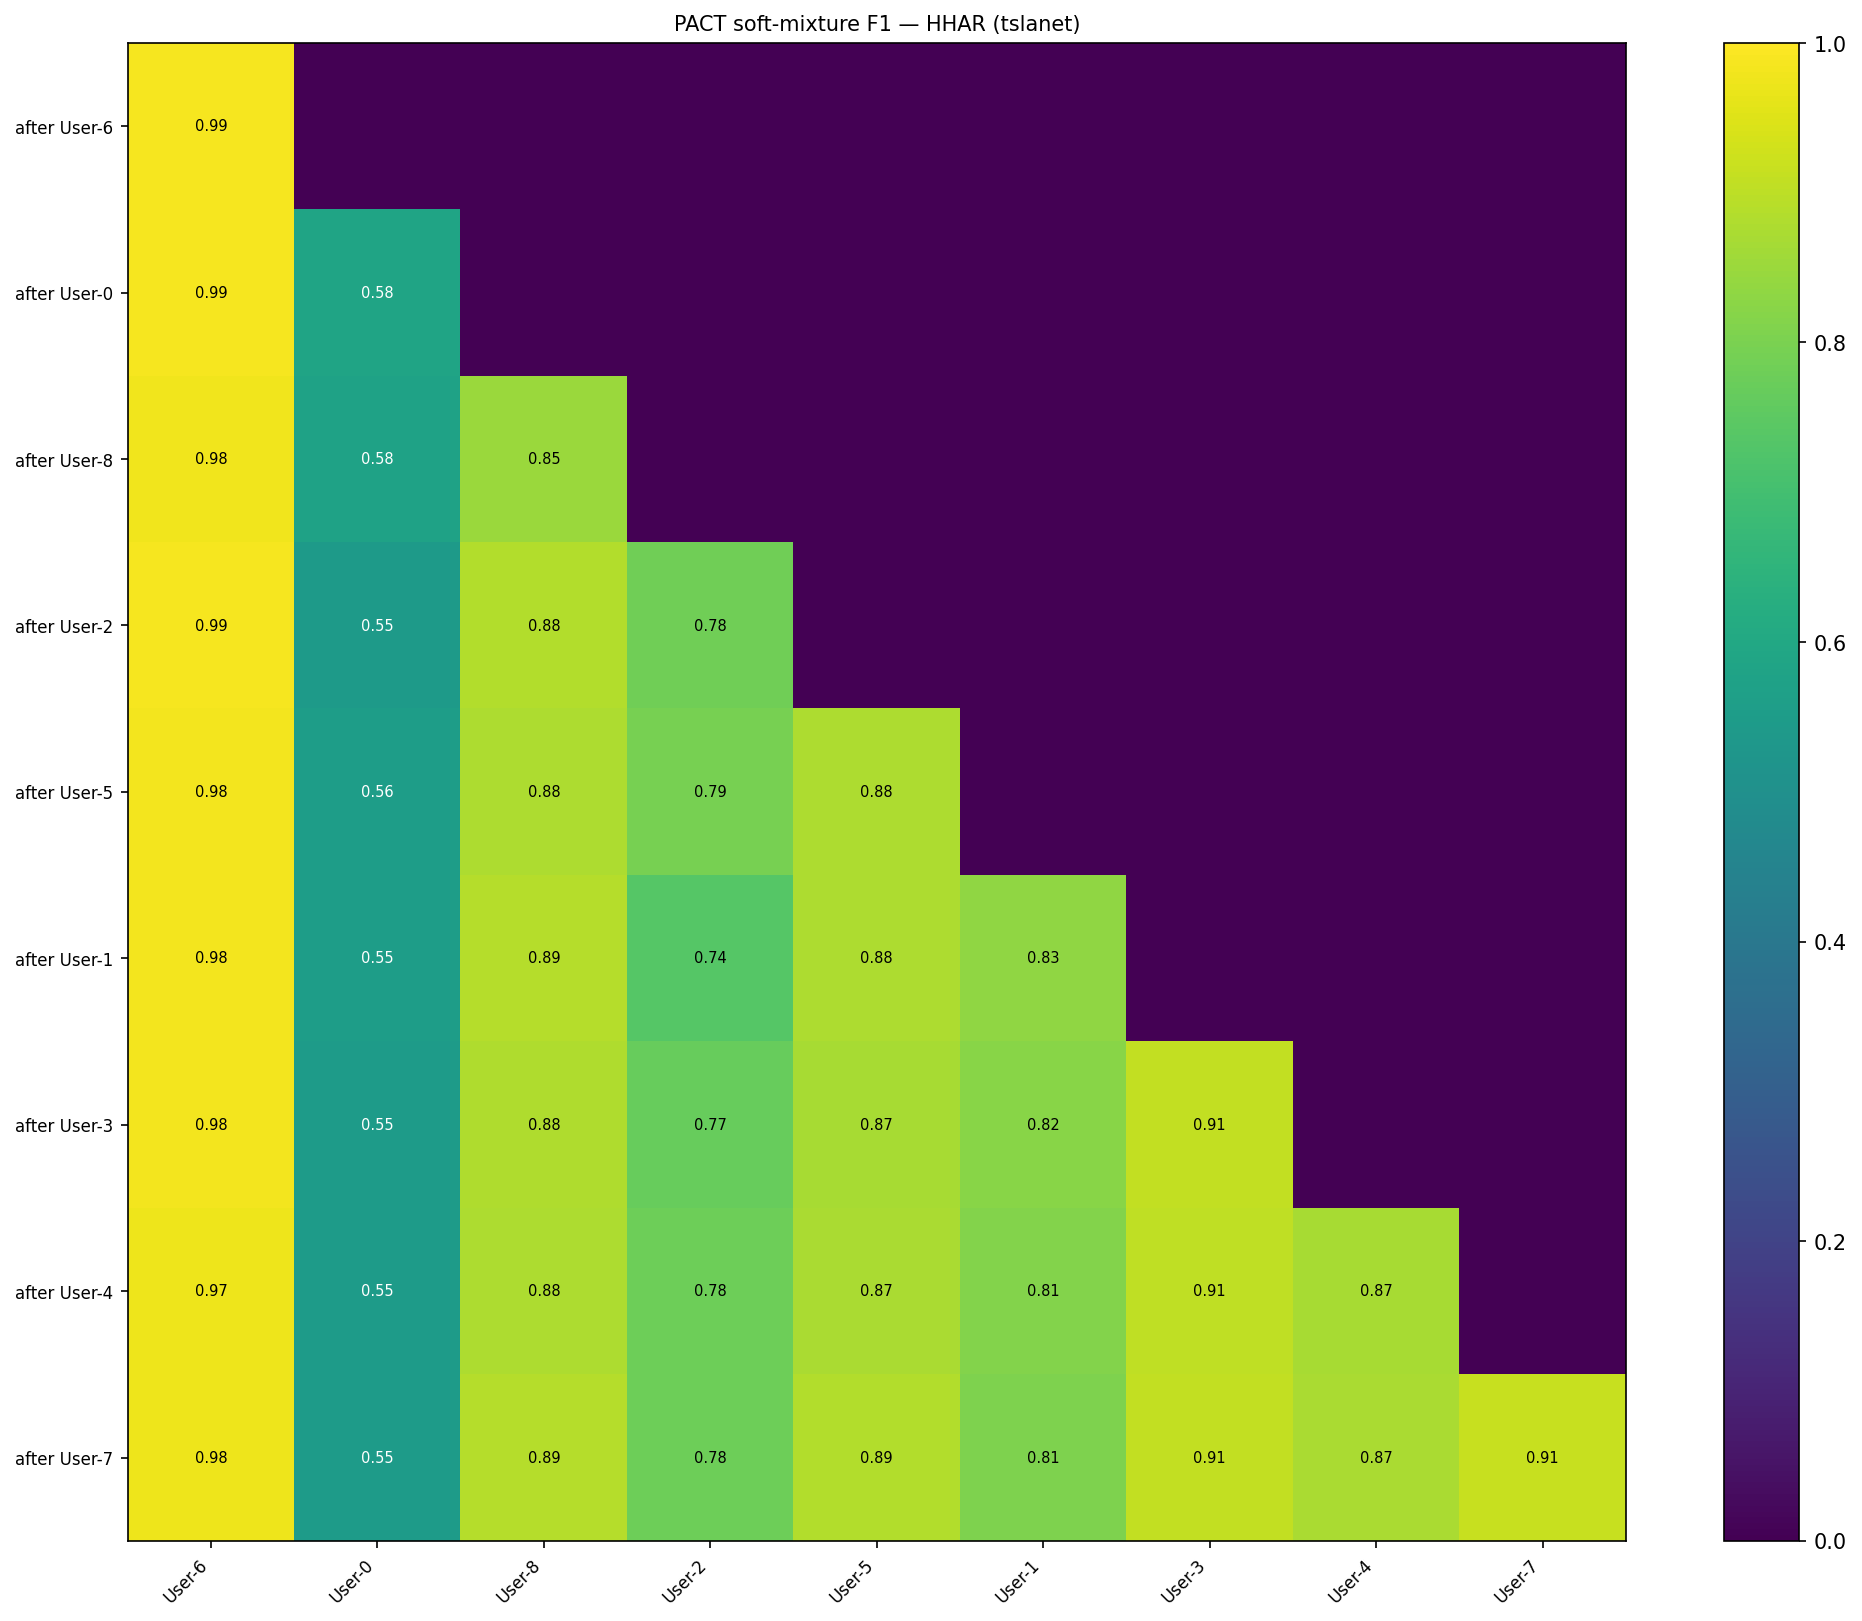 PACT soft-mixture F1 — HHAR (tslanet)
1.0
after User-6 0.99
after User-0 0.99 0.58
0.8
after User-8 0.98 0.58 0.85
after User-2 0.99 0.55 0.88 0.78
0.6
after User-5 0.98 0.56 0.88 0.79 0.88
0.4
after User-1 0.98 0.55 0.89 0.74 0.88 0.83
after User-3 0.98 0.55 0.88 0.77 0.87 0.82 0.91
0.2
after User-4 0.97 0.55 0.88 0.78 0.87 0.81 0.91 0.87
after User-7 0.98 0.55 0.89 0.78 0.89 0.81 0.91 0.87 0.91
0.0
User-6 User-0 User-8 User-2 User-5 User-1 User-3 User-4 User-7